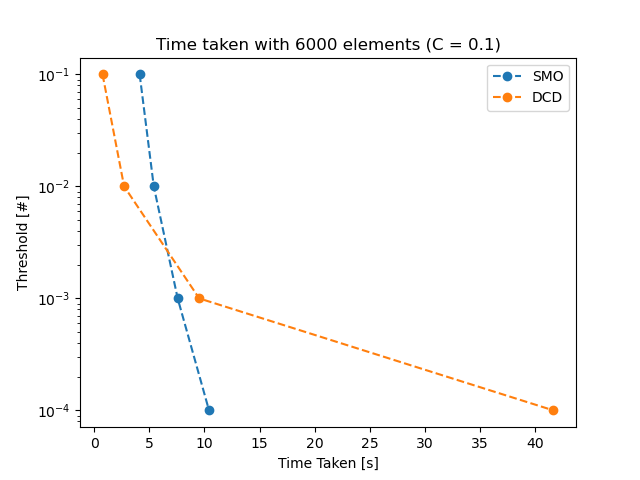 Time taken with 6000 elements (C = 0.1)
SMO
DCD
Threshold [#]
10⁻¹
10⁻²
10⁻³
10⁻⁴
0 5 10 15 20 25 30 35 40
Time Taken [s]